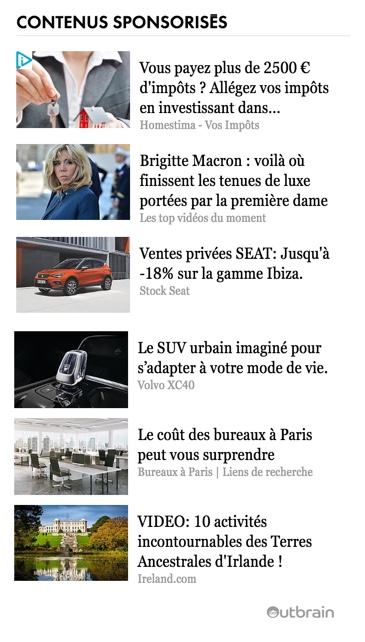 CONTENUS SPONSORISÉS
Vous payez plus de 2500 €
d'impôts ? Allégez vos impôts
en investissant dans...
Homestima - Vos Impôts
Brigitte Macron : voilà où
finissent les tenues de luxe
portées par la première dame
Les top vidéos du moment
Ventes privées SEAT: Jusqu'à
-18% sur la gamme Ibiza.
Stock Seat
Le SUV urbain imaginé pour
s’adapter à votre mode de vie.
Volvo XC40
Le coût des bureaux à Paris
peut vous surprendre
Bureaux à Paris | Liens de recherche
VIDEO: 10 activités
incontournables des Terres
Ancestrales d'Irlande !
Ireland.com
Outbrain